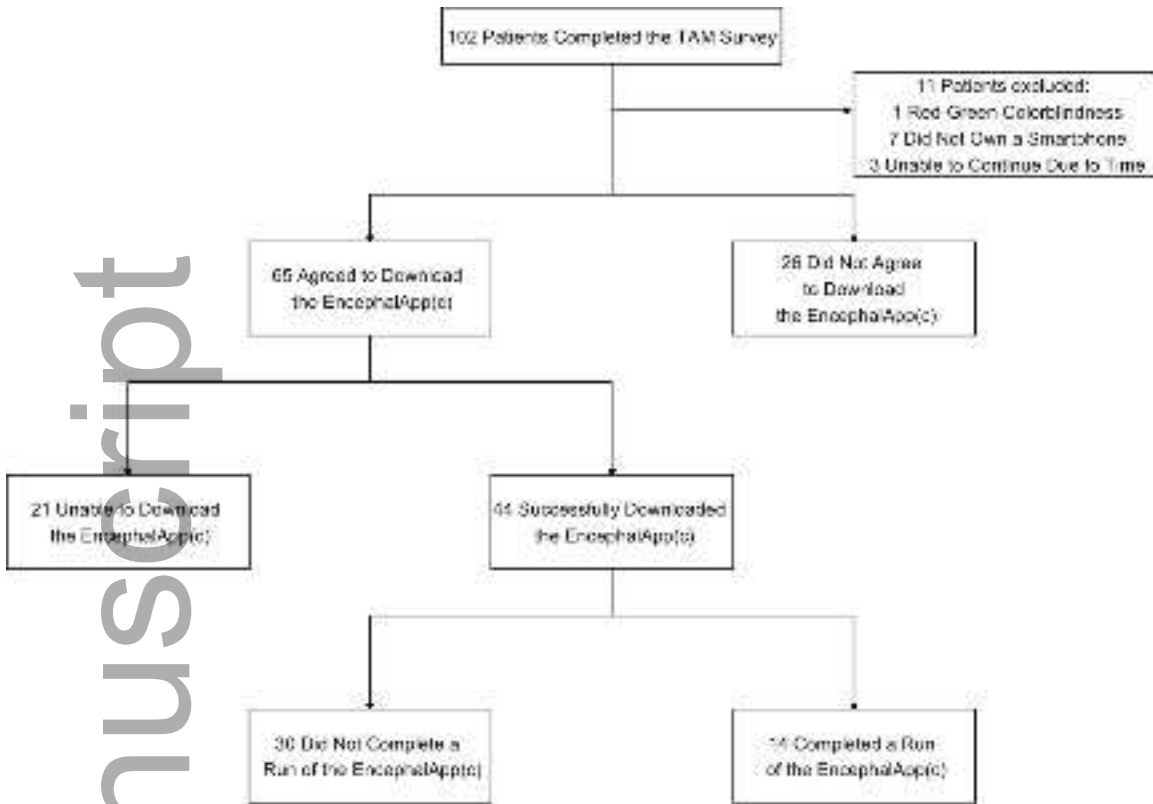 102 Patients Completed the TAM Survey
11 Patients excluded:
1 Red Green Colorblindness
7 Did Not Own a Smartphone
3 Unable to Continue Due to Time
65 Agreed to Download
the EncephalApp(c)
26 Did Not Agree
to Download
the EncephalApp(c)
21 Unable to Download
the EncephalApp(c)
44 Successfully Downloaded
the EncephalApp(c)
30 Did Not Complete a
Run of the EncephalApp(c)
14 Completed a Run
of the EncephalApp(c)
nuscript